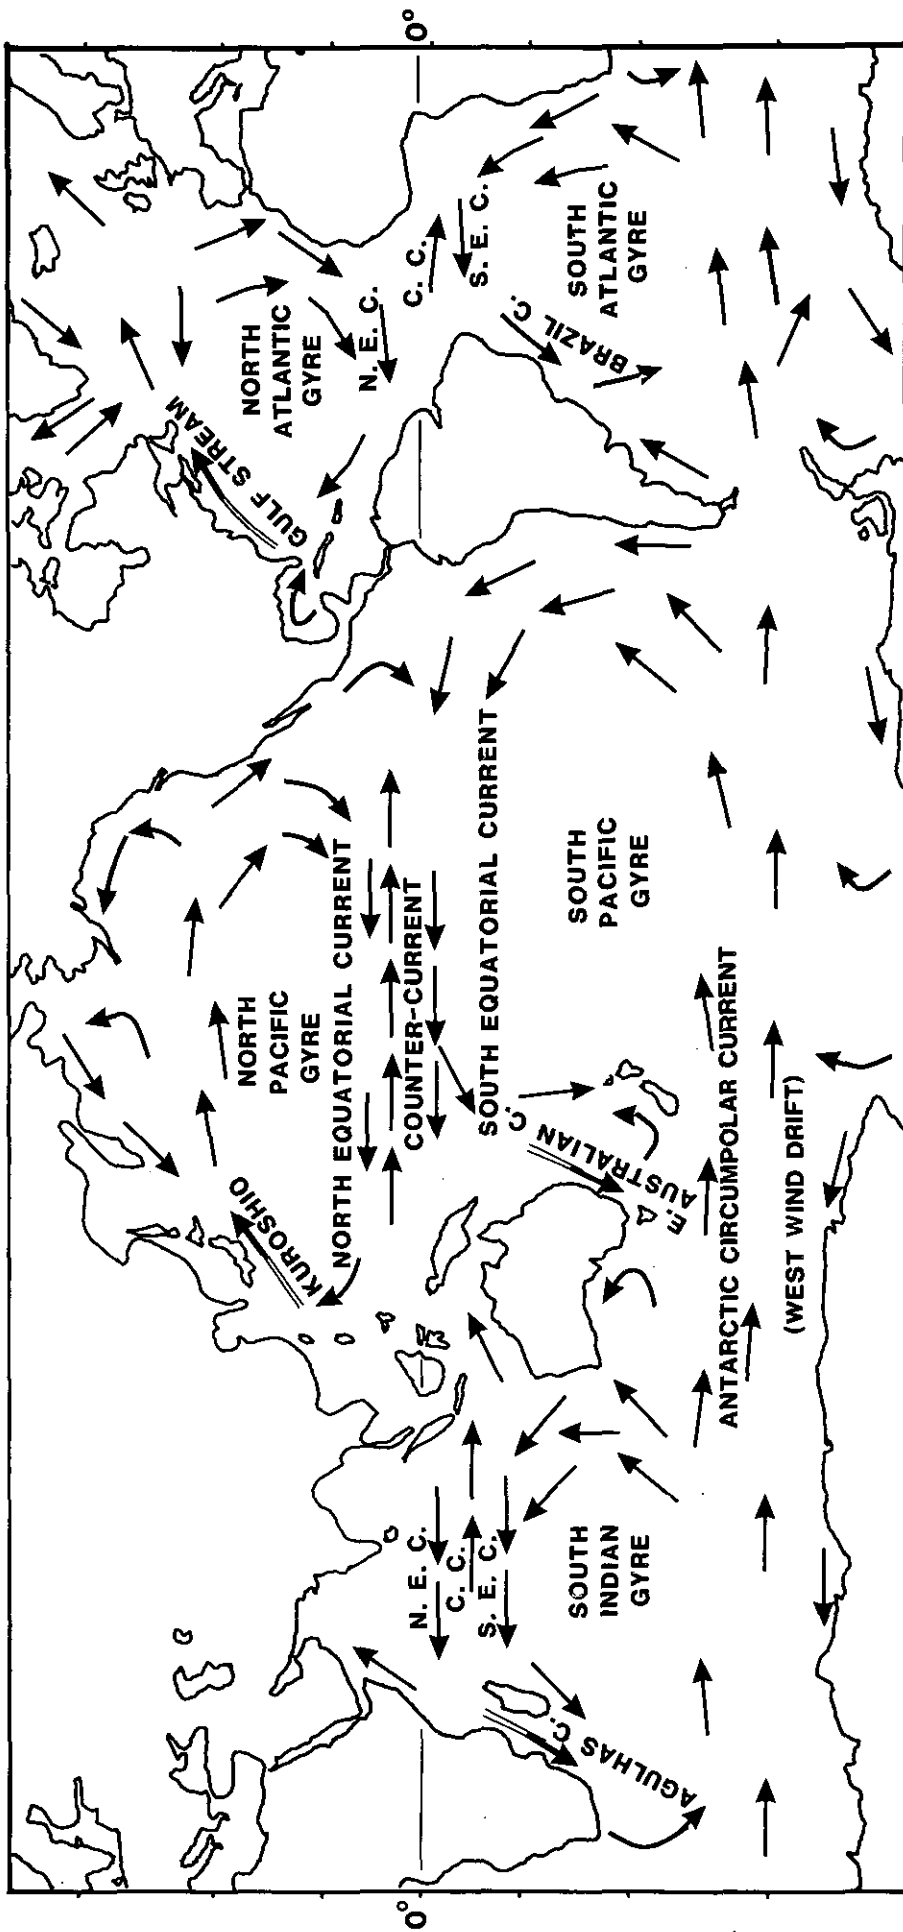 0°
0°
GULF STREAM
NORTH
ATLANTIC
GYRE
N. E. C.
C. C.
S. E. C.
BRAZIL C.
SOUTH
ATLANTIC
GYRE
KUROSHIO
NORTH
PACIFIC
GYRE
NORTH EQUATORIAL CURRENT
COUNTER-CURRENT
SOUTH EQUATORIAL CURRENT
SOUTH
PACIFIC
GYRE
E. AUSTRALIAN C.
N. E. C.
C. C.
S. E. C.
SOUTH
INDIAN
GYRE
AGULHAS C.
ANTARCTIC CIRCUMPOLAR CURRENT
(WEST WIND DRIFT)